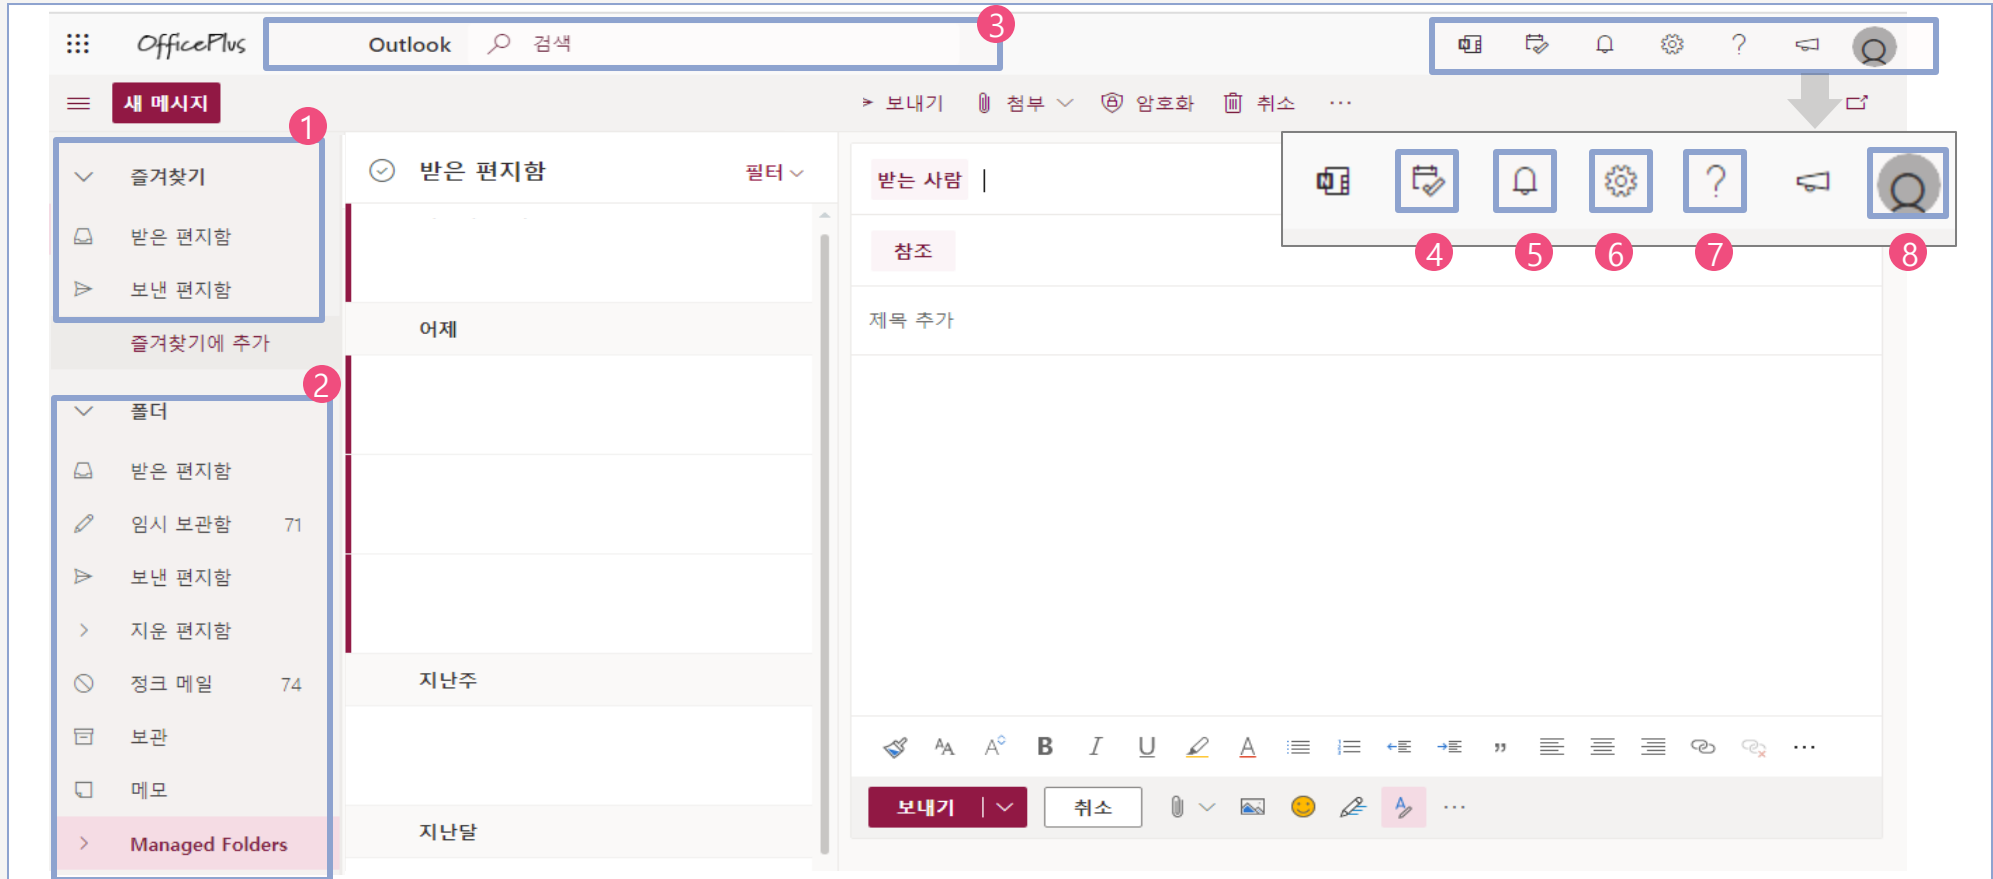 OfficePlus
Outlook
검색
3
새 메시지
보내기
첨부
암호화
취소
...
1
즐겨찾기
받은 편지함
보낸 편지함
즐겨찾기에 추가
2
폴더
받은 편지함
임시 보관함 71
보낸 편지함
지운 편지함
정크 메일 74
보관
메모
Managed Folders
받은 편지함
필터
어제
지난주
지난달
받는 사람
참조
제목 추가
4
5
6
7
8
보내기
취소